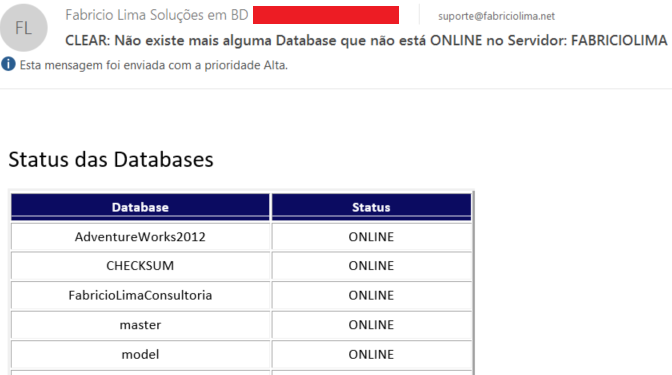 FL
Fabricio Lima Soluções em BD
suporte@fabriciolima.net
CLEAR: Não existe mais alguma Database que não está ONLINE no Servidor: FABRICIOLIMA
Esta mensagem foi enviada com a prioridade Alta.
Status das Databases
Database Status
AdventureWorks2012 ONLINE
CHECKSUM ONLINE
FabricioLimaConsultoria ONLINE
master ONLINE
model ONLINE